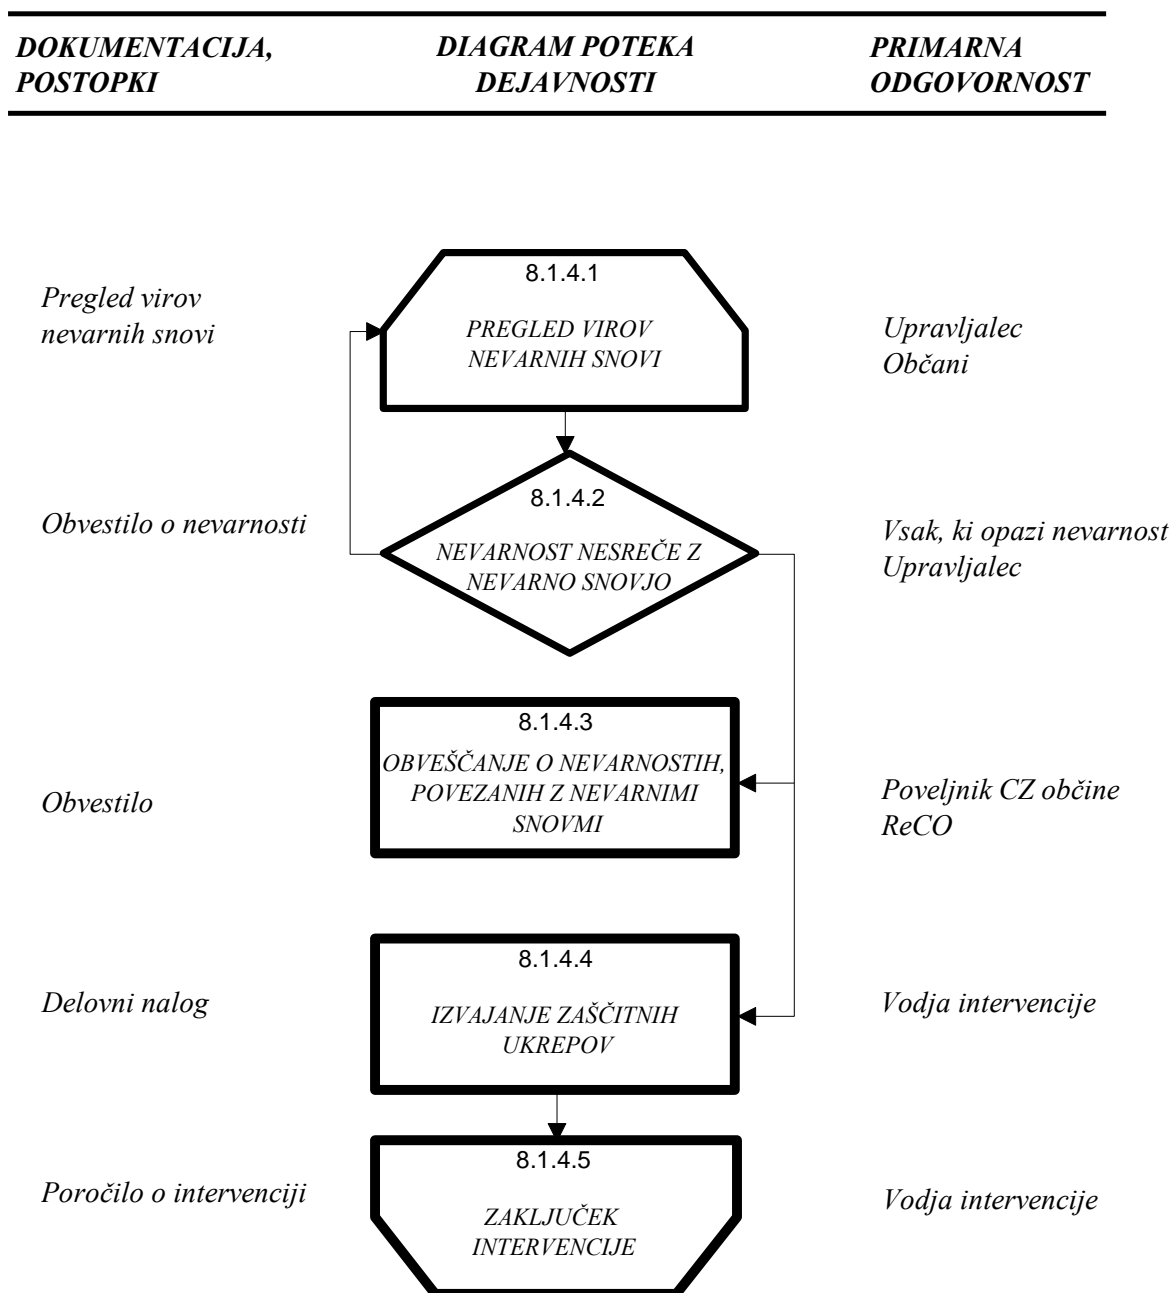 DOKUMENTACIJA,
POSTOPKI
DIAGRAM POTEKA
DEJAVNOSTI
PRIMARNA
ODGOVORNOST
Pregled virov
nevarnih snovi
8.1.4.1
PREGLED VIROV
NEVARNIH SNOVI
Upravljalec
Občani
Obvestilo o nevarnosti
8.1.4.2
NEVARNOST NESREČE Z
NEVARNO SNOVJO
Vsak, ki opazi nevarnost
Upravljalec
Obvestilo
8.1.4.3
OBVEŠČANJE O NEVARNOSTIH,
POVEZANIH Z NEVARNIMI
SNOVMI
Poveljnik CZ občine
ReCO
Delovni nalog
8.1.4.4
IZVAJANJE ZAŠČITNIH
UKREPOV
Vodja intervencije
Poročilo o intervenciji
8.1.4.5
ZAKLJUČEK
INTERVENCIJE
Vodja intervencije